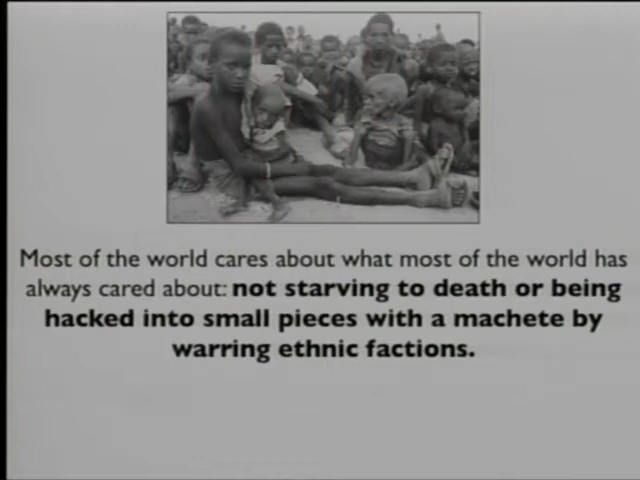 Most of the world cares about what most of the world has
always cared about: not starving to death or being
hacked into small pieces with a machete by
warring ethnic factions.